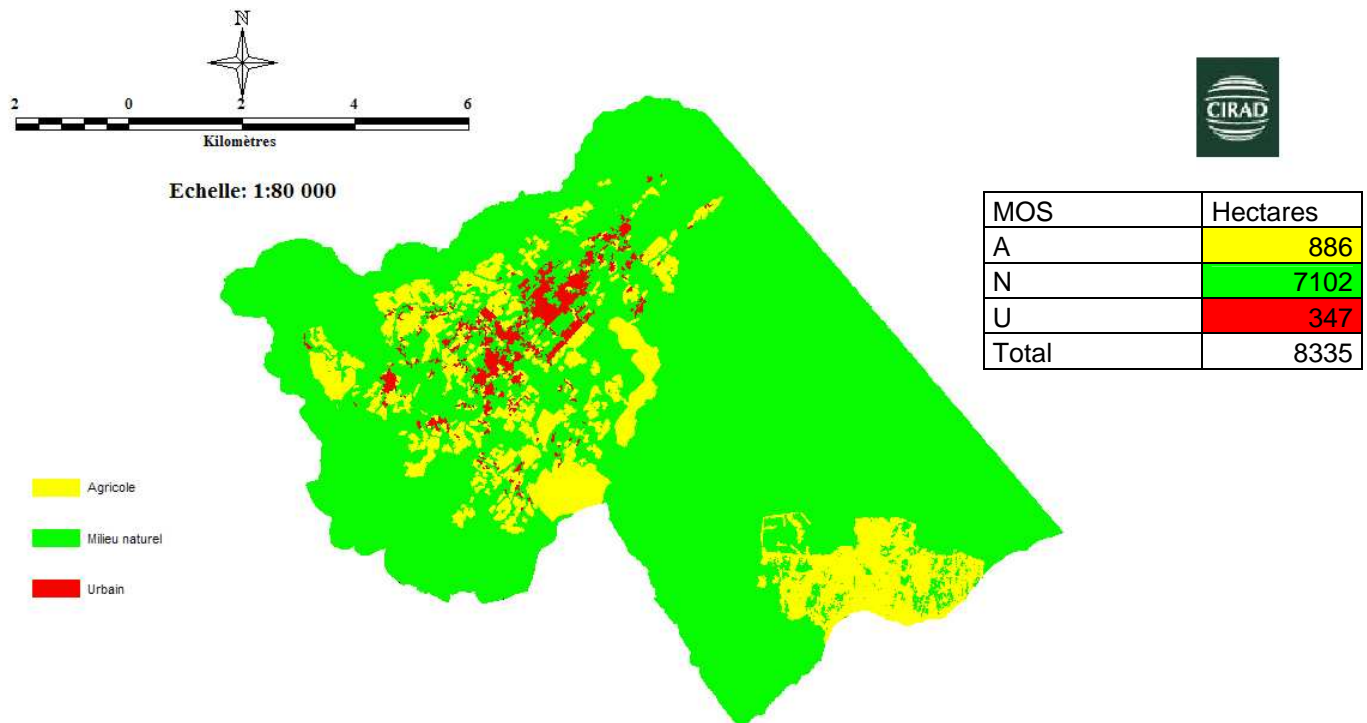 N
2 0 2 4 6
Kilomètres
Echelle: 1:80 000
CIRAD
MOS Hectares
A 886
N 7102
U 347
Total 8335
Agricole
Milieu naturel
Urbain